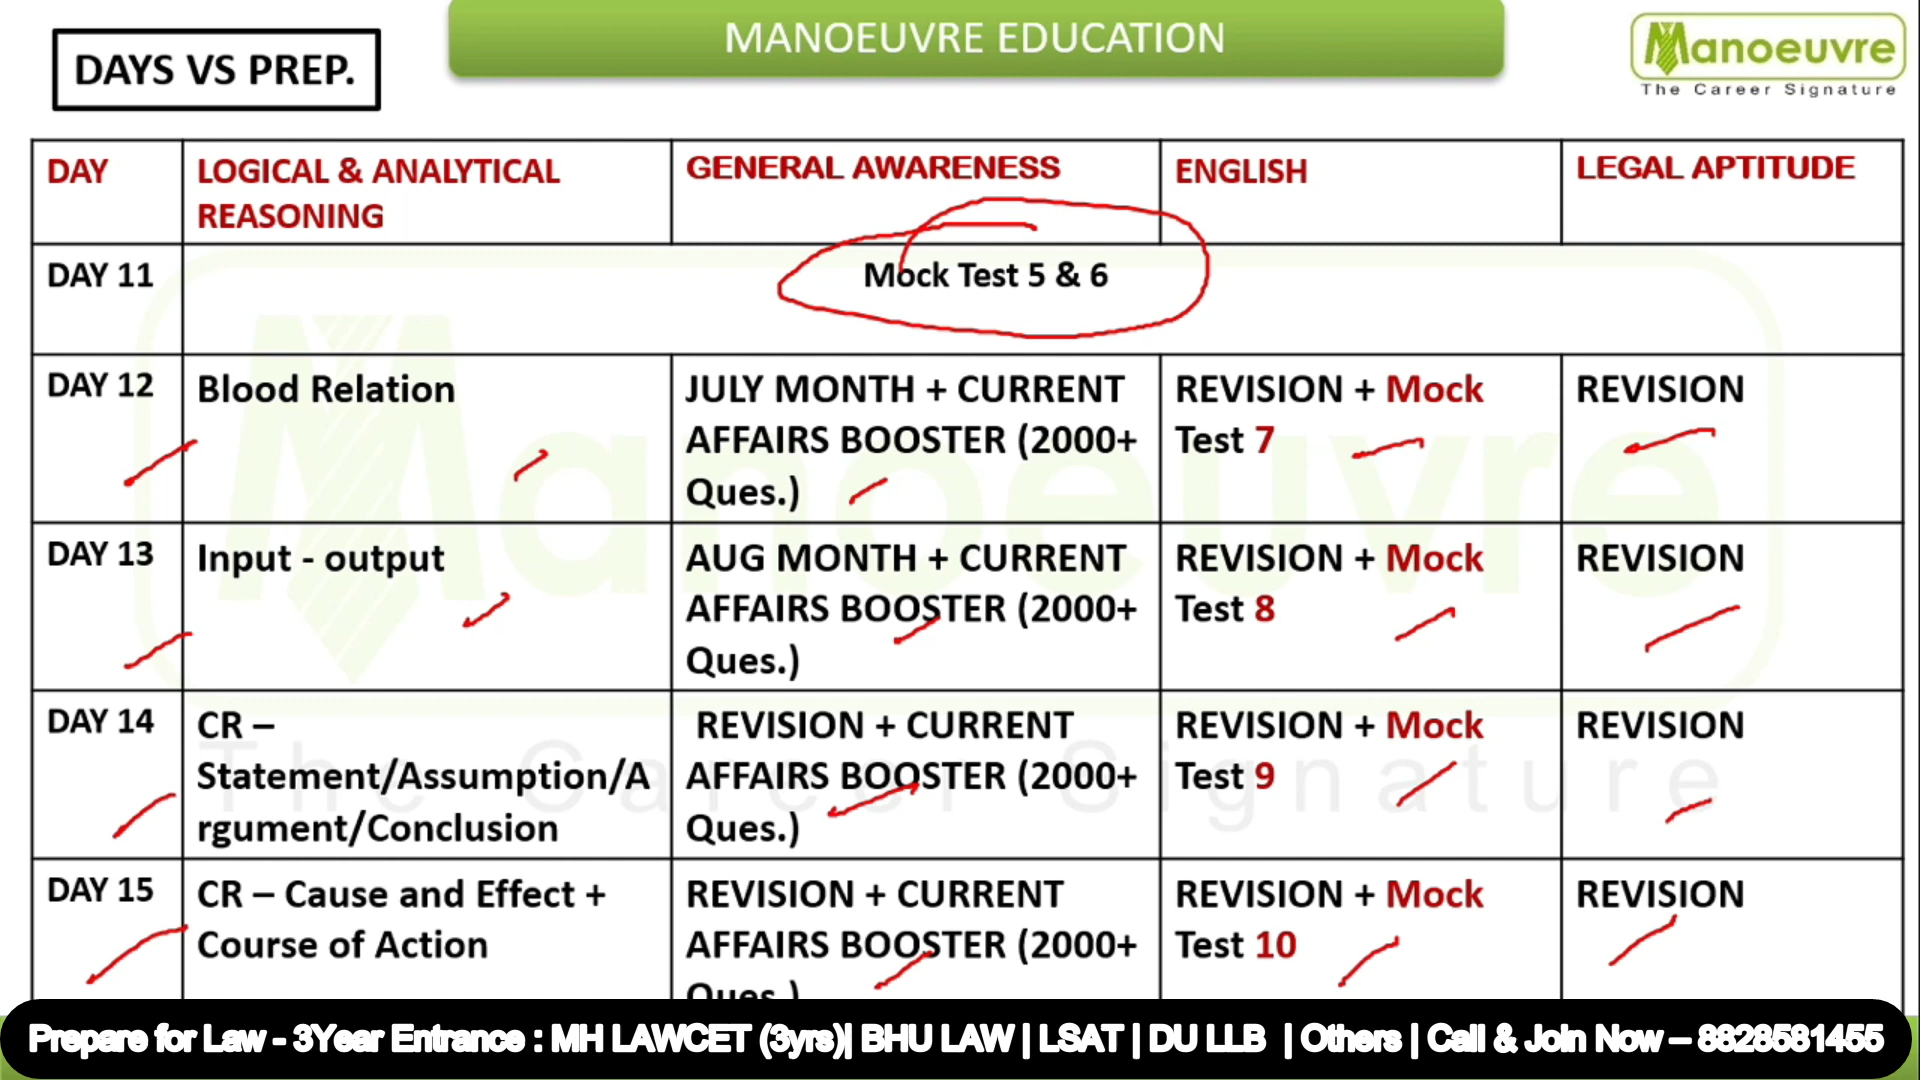 DAYS VS PREP.
MANOEUVRE EDUCATION
Manoeuvre
The Career Signature
DAY
LOGICAL & ANALYTICAL
REASONING
GENERAL AWARENESS
ENGLISH
LEGAL APTITUDE
DAY 11
Mock Test 5 & 6
DAY 12
Blood Relation
JULY MONTH + CURRENT
AFFAIRS BOOSTER (2000+
Ques.)
REVISION + Mock
Test 7
REVISION
DAY 13
Input - output
AUG MONTH + CURRENT
AFFAIRS BOOSTER (2000+
Ques.)
REVISION + Mock
Test 8
REVISION
DAY 14
CR –
Statement/Assumption/A
rgument/Conclusion
REVISION + CURRENT
AFFAIRS BOOSTER (2000+
Ques.)
REVISION + Mock
Test 9
REVISION
DAY 15
CR – Cause and Effect +
Course of Action
REVISION + CURRENT
AFFAIRS BOOSTER (2000+
Ques.)
REVISION + Mock
Test 10
REVISION
Manoeuvre
The Career Signature
Prepare for Law - 3Year Entrance : MH LAWCET (3yrs)| BHU LAW | LSAT | DU LLB | Others | Call & Join Now – 8828581455